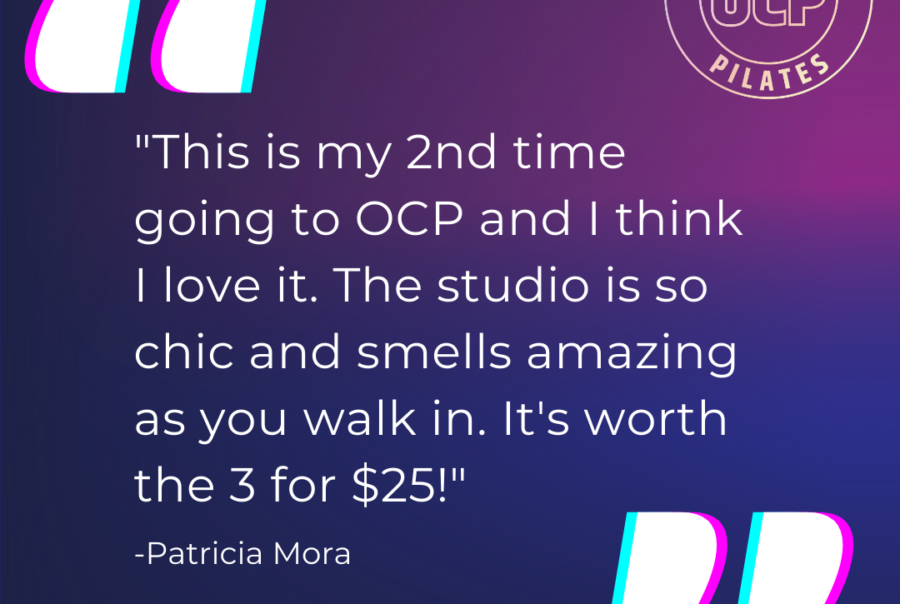 OCP
PILATES
"This is my 2nd time
going to OCP and I think
I love it. The studio is so
chic and smells amazing
as you walk in. It's worth
the 3 for $25!"
-Patricia Mora